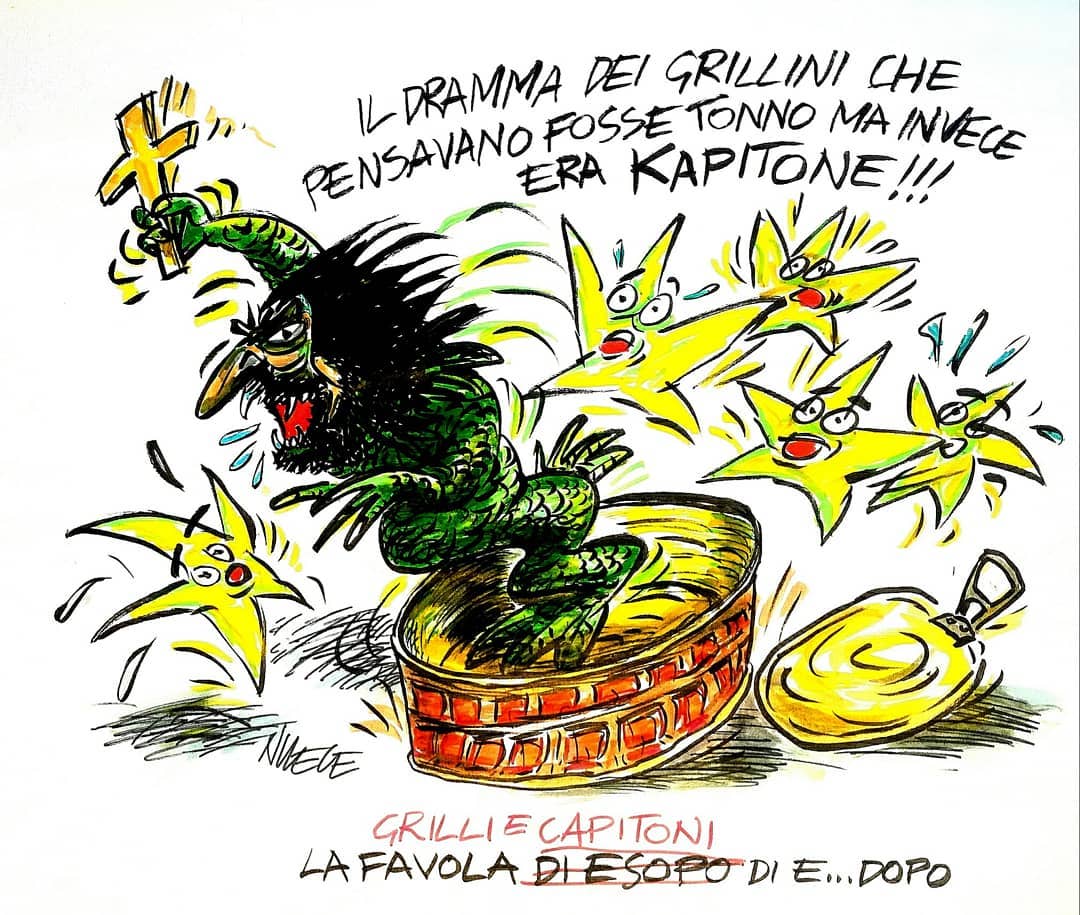 IL DRAMMA DEI GRILLINI CHE
PENSAVANO FOSSE TONNO MA INVECE
ERA KAPITONE!!!
GRILLI E CAPITONI
LA FAVOLA DI ESOPO DI E...DOPO